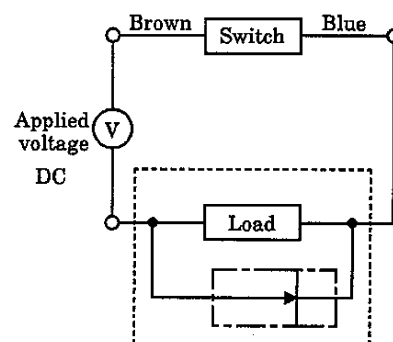 Brown Switch Blue
Applied
voltage
DC
V
Load